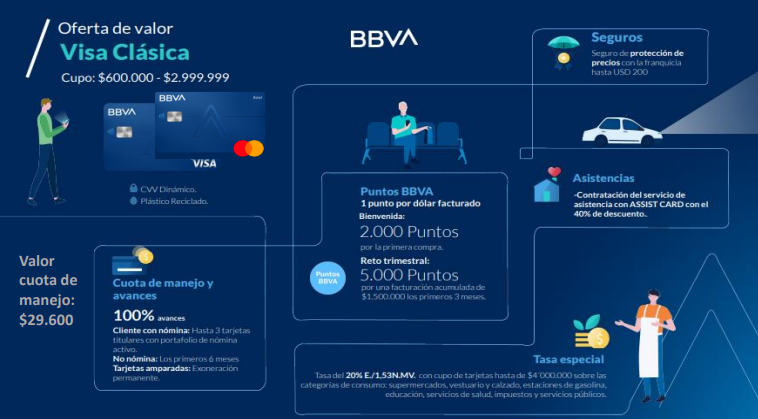 Oferta de valor
Visa Clásica
Cupo: $600.000 - $2.999.999
BBVA
BBVA
BBVA
VISA
CVV Dinámico.
Plástico Reciclado.
Seguros
Seguro de protección de
precios con la franquicia
hasta USD 200
Asistencias
-Contratación del servicio de
asistencia con ASSIST CARD con el
40% de descuento.
Puntos BBVA
1 punto por dólar facturado
Bienvenida:
2.000 Puntos
por la primera compra.
Reto trimestral:
5.000 Puntos
por una facturación acumulada de
$1.500.000 los primeros 3 meses.
Puntos
BBVA
Valor
cuota de
manejo:
$29.600
Cuota de manejo y
avances
100% avances
Cliente con nómina: Hasta 3 tarjetas
titulares con portafolio de nómina
activo.
No nómina: Los primeros 6 meses
Tarjetas amparadas: Exoneración
permanente.
Tasa especial
Tasa del 20% E./1,53N.MV. con cupo de tarjetas hasta de $4´000.000 sobre las
categorías de consumo: supermercados, vestuario y calzado, estaciones de gasolina,
educación, servicios de salud, impuestos y servicios públicos.